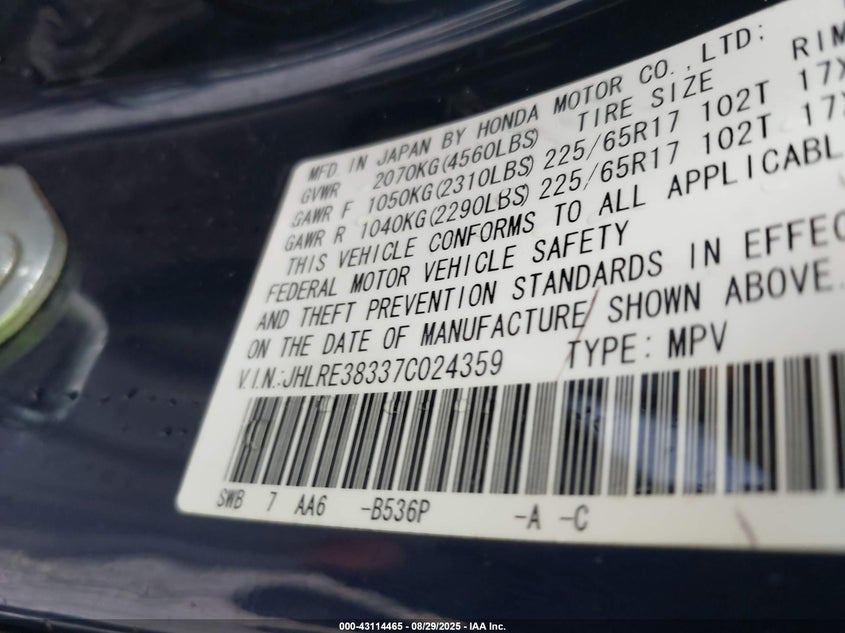 MFD. IN JAPAN BY HONDA MOTOR CO.,LTD:
GVWR 2070KG(4560LBS) TIRE SIZE RIM
GAWR F 1050KG(2310LBS) 225/65R17 102T 17X
GAWR R 1040KG(2290LBS) 225/65R17 102T 17X
THIS VEHICLE CONFORMS TO ALL APPLICABL
FEDERAL MOTOR VEHICLE SAFETY
AND THEFT PREVENTION STANDARDS IN EFFEC
ON THE DATE OF MANUFACTURE SHOWN ABOVE.
V.I.N.:JHLRE38337C024359 TYPE: MPV
SWB 7 AA6 -B536P -A -C
000-43114465 - 08/29/2025 - IAA Inc.